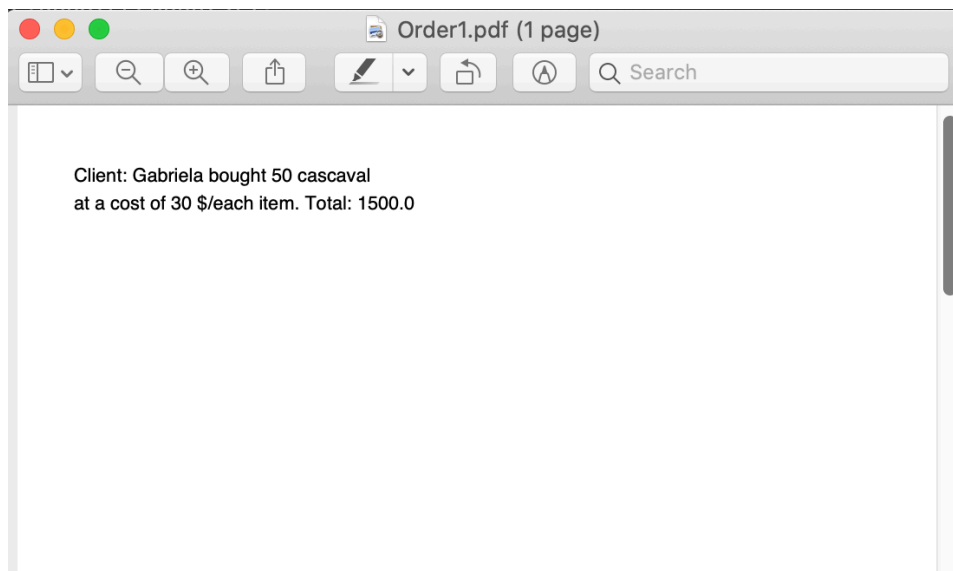 Order1.pdf (1 page)
Search
Client: Gabriela bought 50 cascaval
at a cost of 30 $/each item. Total: 1500.0